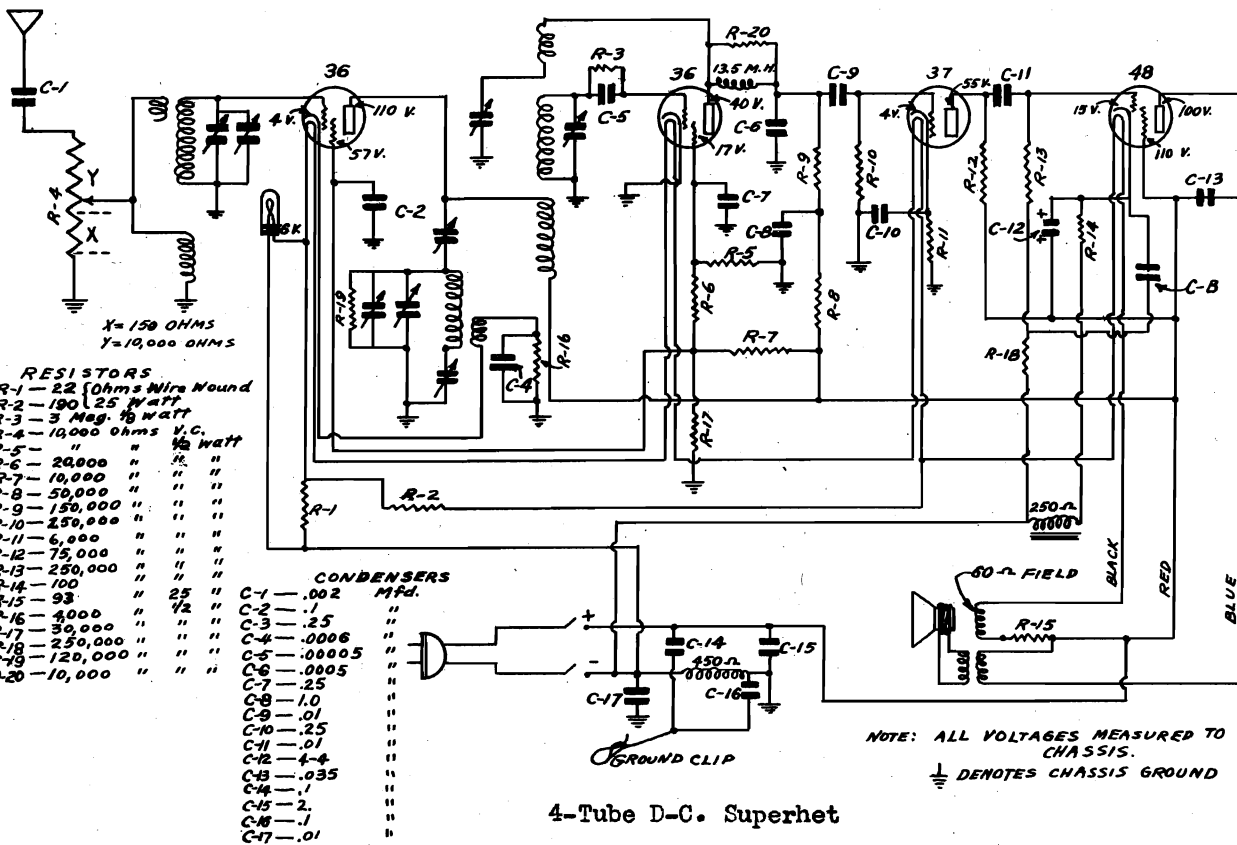 C-1
36
4V.
110 V.
57V.
R-4
Y
X
C-2
R-19
C-4
R-16
R-3
C-5
36
R-20
13.5 M.H.
40 V.
17 V.
C-6
C-7
C-8
R-5
R-6
R-7
R-8
R-9
C-9
R-10
C-10
R-11
37
4V.
55V.
C-11
R-12
R-13
48
15V.
100V.
110 V.
C-12
+
+
R-14
C-13
C-B
R-18
R-17
X= 150 OHMS
Y=10,000 OHMS
R-1
R-2
250Ω
BLACK
RED
BLUE
60-Ω FIELD
R-15
RESISTORS
R-1 — 22 { Ohms Wire Wound
R-2 — 190 { 25 Watt
R-3 — 3 Meg. 1/8 Watt
R-4 — 10,000 Ohms V.C.
R-5 — " " 1/2 Watt
R-6 — 20,000 " " "
R-7 — 10,000 " " "
R-8 — 50,000 " " "
R-9 — 150,000 " " "
R-10 — 250,000 " " "
R-11 — 6,000 " " "
R-12 — 75,000 " " "
R-13 — 250,000 " " "
R-14 — 100 " " "
R-15 — 93 " 25 "
R-16 — 4,000 " 1/2 "
R-17 — 30,000 " " "
R-18 — 250,000 " " "
R-19 — 120,000 " " "
R-20 — 10,000 " " "
CONDENSERS
C-1 — .002 Mfd.
C-2 — .1 "
C-3 — .25 "
C-4 — .0006 "
C-5 — .00005 "
C-6 — .0005 "
C-7 — .25 "
C-8 — 1.0 "
C-9 — .01 "
C-10 — .25 "
C-11 — .01 "
C-12 — 4-4 "
C-13 — .035 "
C-14 — .1 "
C-15 — 2. "
C-16 — .1 "
C-17 — .01 "
+
-
C-14
C-15
450Ω
C-16
C-17
GROUND CLIP
NOTE: ALL VOLTAGES MEASURED TO
CHASSIS.
DENOTES CHASSIS GROUND
4-Tube D-C. Superhet